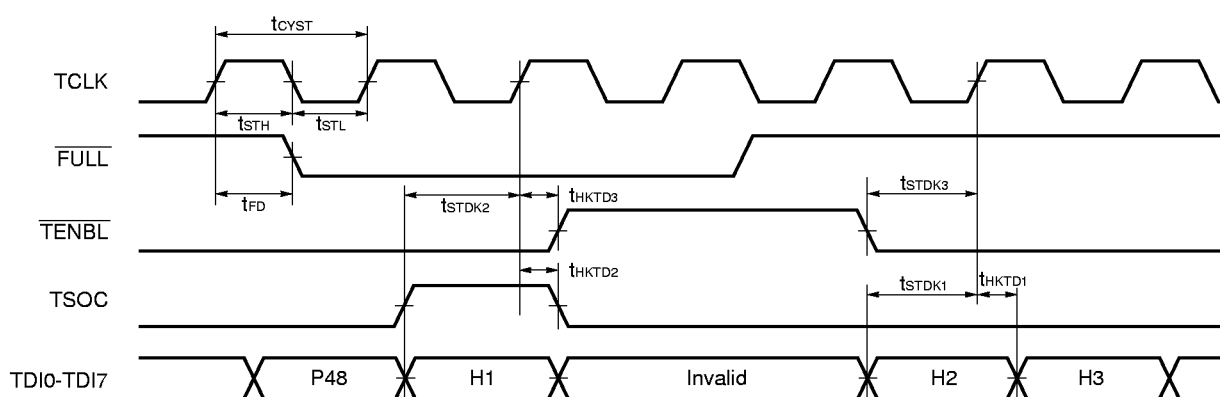 tCYST
TCLK
tSTH tSTL
FULL
tSTDK3
tFD tSTDK2 tHKTD3
TENBL
tHKTD2
tSTDK1 tHKTD1
TSOC
TDI0-TDI7 P48 H1 Invalid H2 H3